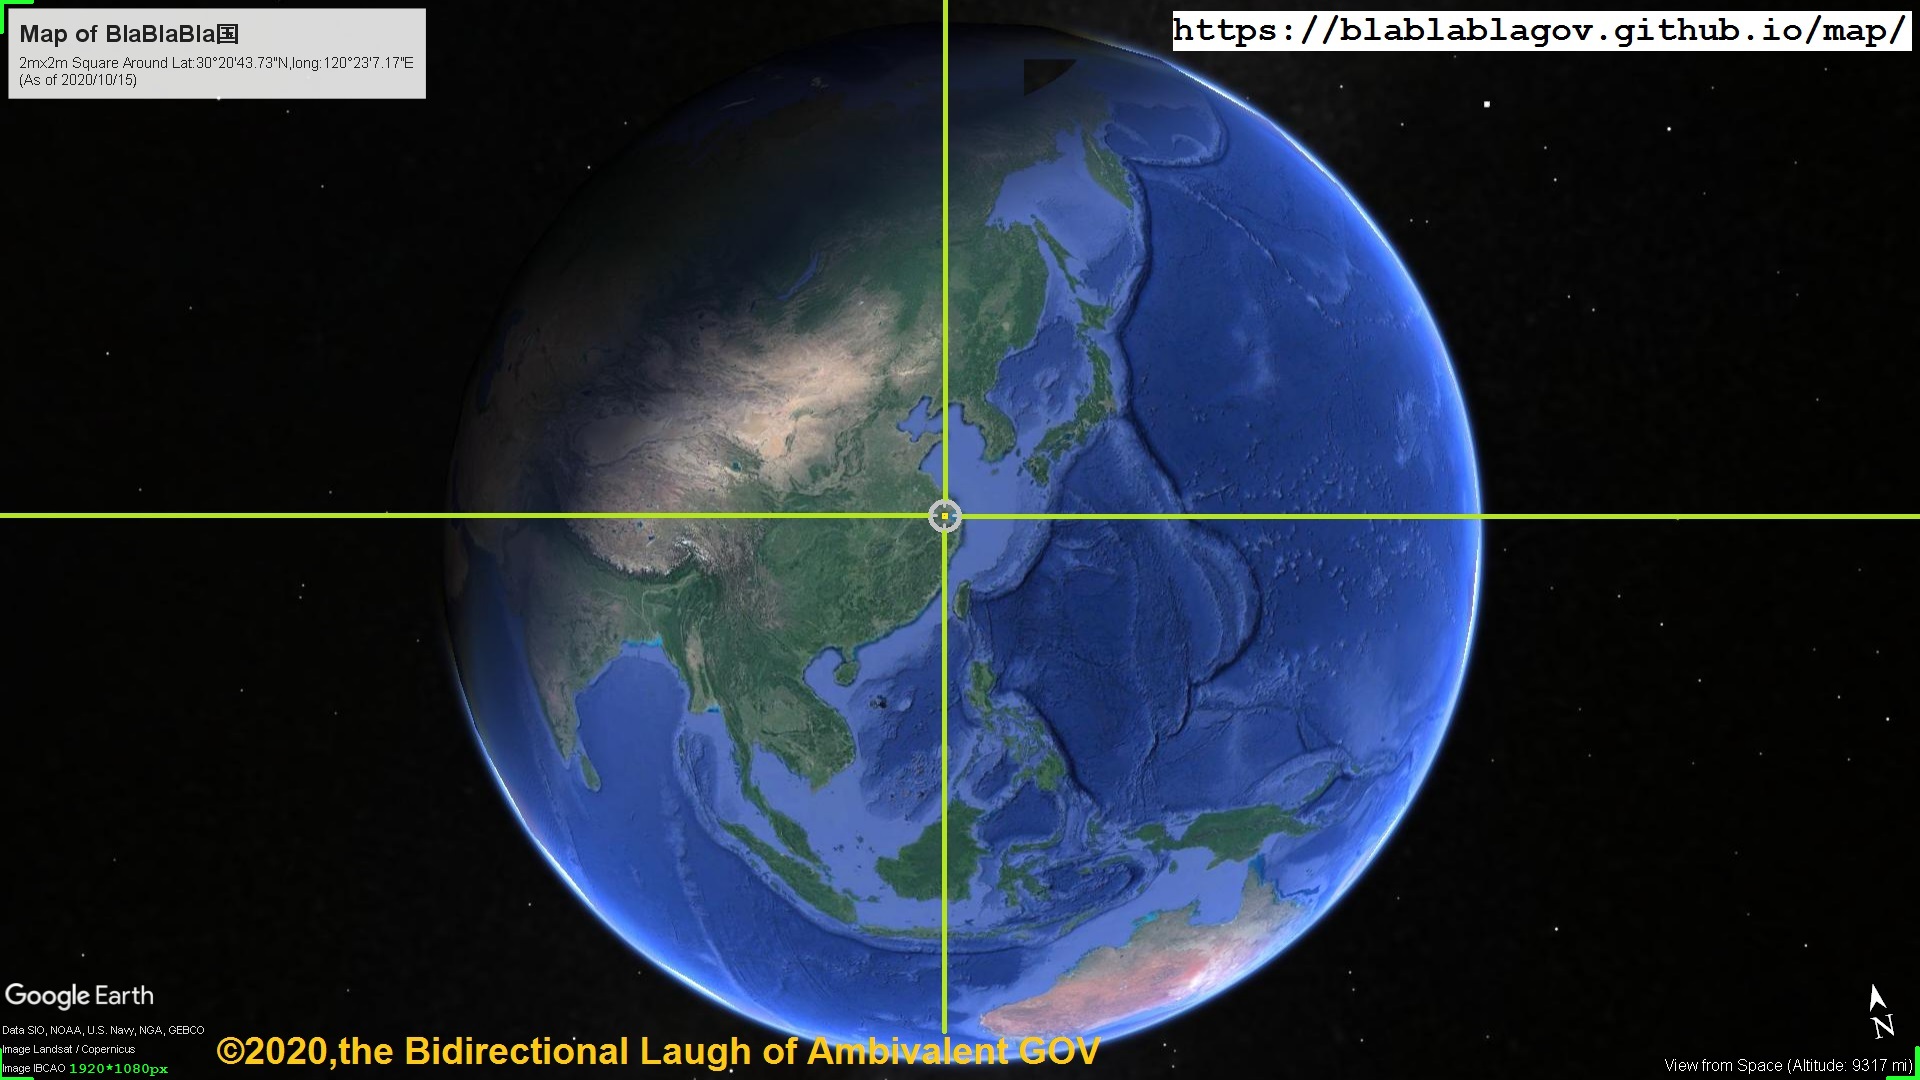 Map of BlaBlaBla国
2mx2m Square Around Lat:30°20'43.73"N,long:120°23'7.17"E
(As of 2020/10/15)
https://blablablagov.github.io/map/
Google Earth
Data SIO, NOAA, U.S. Navy, NGA, GEBCO
Image Landsat / Copernicus
Image IBCAO 1920*1080px
©2020,the Bidirectional Laugh of Ambivalent GOV
N
View from Space (Altitude: 9317 mi)